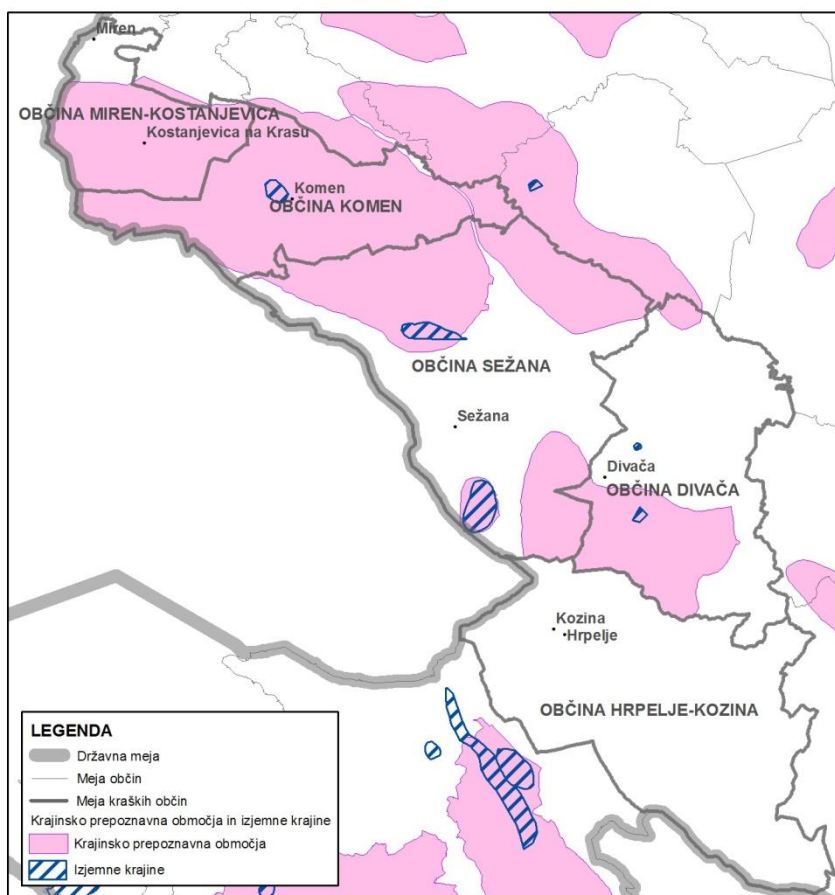 Miren
OBČINA MIREN-KOSTANJEVICA
Kostanjevica na Krasu
Komen
OBČINA KOMEN
OBČINA SEŽANA
Sežana
Divača
OBČINA DIVAČA
Kozina
Hrpelje
OBČINA HRPELJE-KOZINA
LEGENDA
Državna meja
Meja občin
Meja kraških občin
Krajinsko prepoznavna območja in izjemne krajine
Krajinsko prepoznavna območja
Izjemne krajine